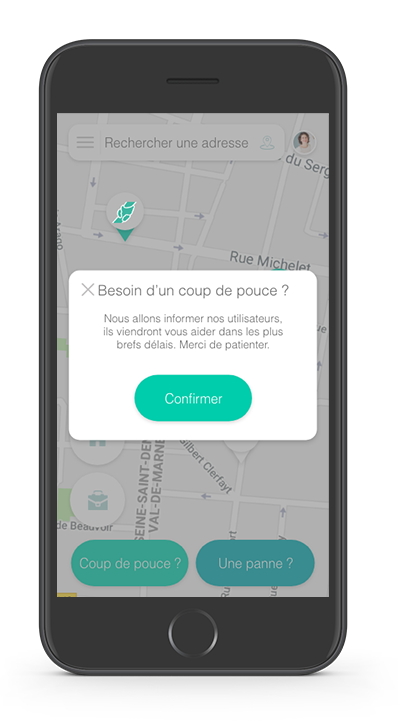 Rechercher une adresse
du Serg
Arago
Rue Michelet
Besoin d'un coup de pouce ?
Nous allons informer nos utilisateurs,
ils viendront vous aider dans les plus
brefs délais. Merci de patienter.
Confirmer
Gilbert Clerfayt
SEINE-SAINT-DEN
VAL-DE-MARNE
de Beauvoir
Coup de pouce ?
Une panne ?